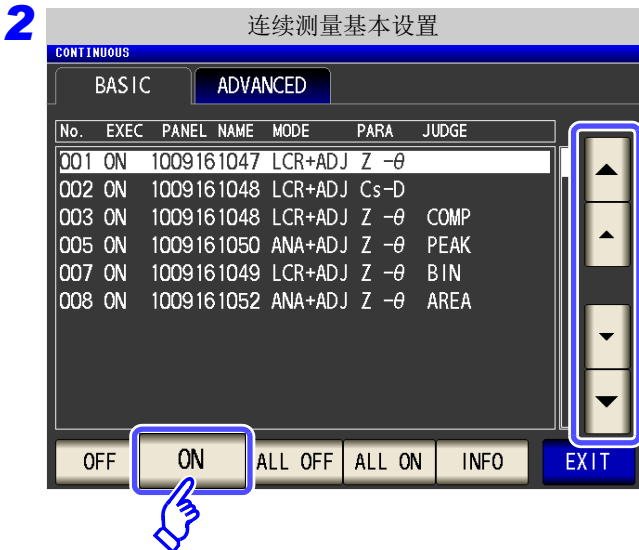 2
连续测量基本设置
CONTINUOUS
BASIC ADVANCED
No. EXEC PANEL NAME MODE PARA JUDGE
001 ON 1009161047 LCR+ADJ Z -θ
002 ON 1009161048 LCR+ADJ Cs-D
003 ON 1009161048 LCR+ADJ Z -θ COMP
005 ON 1009161050 ANA+ADJ Z -θ PEAK
007 ON 1009161049 LCR+ADJ Z -θ BIN
008 ON 1009161052 ANA+ADJ Z -θ AREA
OFF ON ALL OFF ALL ON INFO EXIT